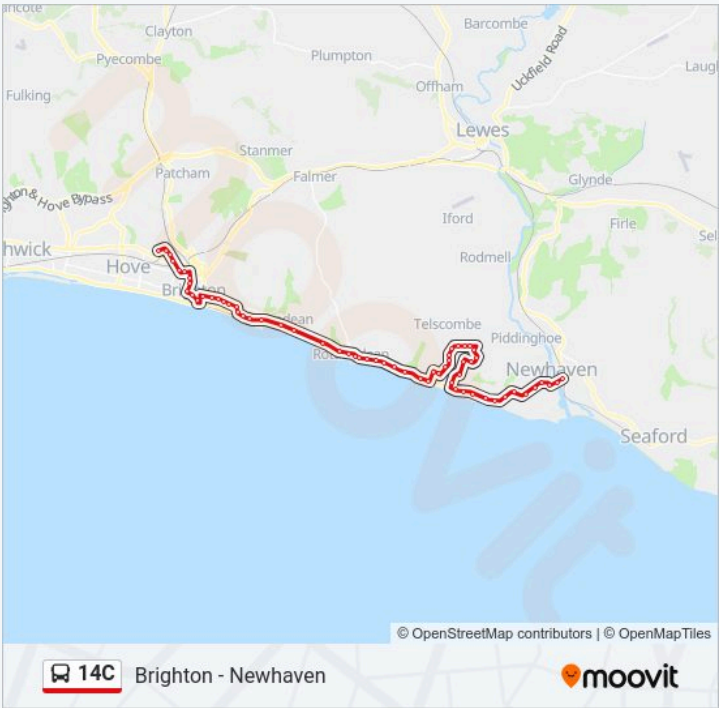 Clayton
Barcombe
Pyecombe
Plumpton
Uckfield Road
Offham
Fulking
Lewes
Stanmer
Patcham
Falmer
Glynde
& Hove Bypass
Iford
Firle
Hove
Rodmell
Telscombe
Piddinghoe
Newhaven
Seaford
moovit
© OpenStreetMap contributors | © OpenMapTiles
14C Brighton - Newhaven
moovit